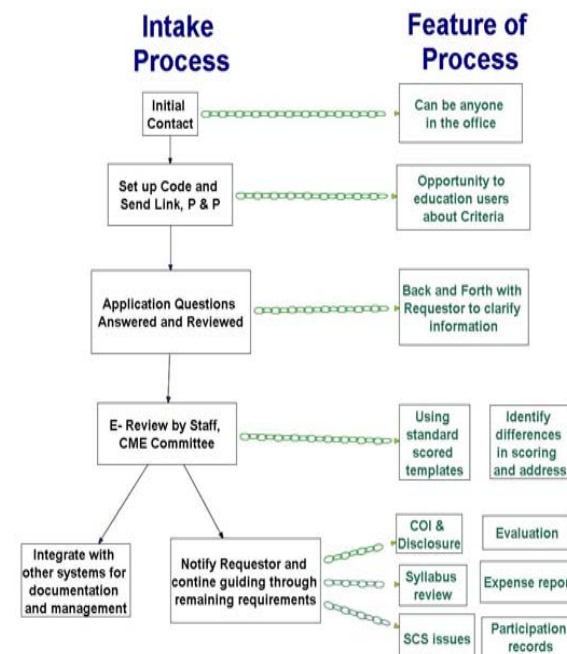 Intake
Process
Feature of
Process
Initial
Contact
Can be anyone
in the office
Set up Code and
Send Link, P & P
Opportunity to
education users
about Criteria
Application Questions
Answered and Reviewed
Back and Forth with
Requestor to clarify
information
E- Review by Staff,
CME Committee
Using
standard
scored
templates
Identify
differences
in scoring
and address
Integrate with
other systems for
documentation
and management
Notify Requestor and
contine guiding through
remaining requirements
COI &
Disclosure
Evaluation
Syllabus
review
Expense repor
SCS issues
Participation
records